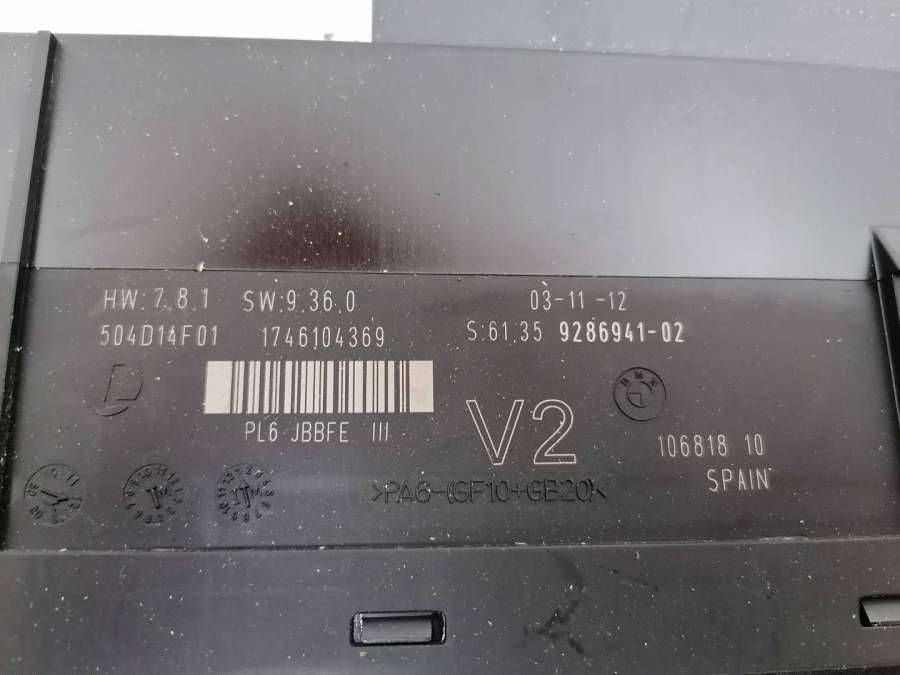 HW:7.8.1 SW:9.36.0 03-11-12
504D14F01 1746104369 S:61.35 9286941-02
PL6 JBBFE III
V2
BMW
106818 10
SPAIN
>PA6-(GF10+GB20)<